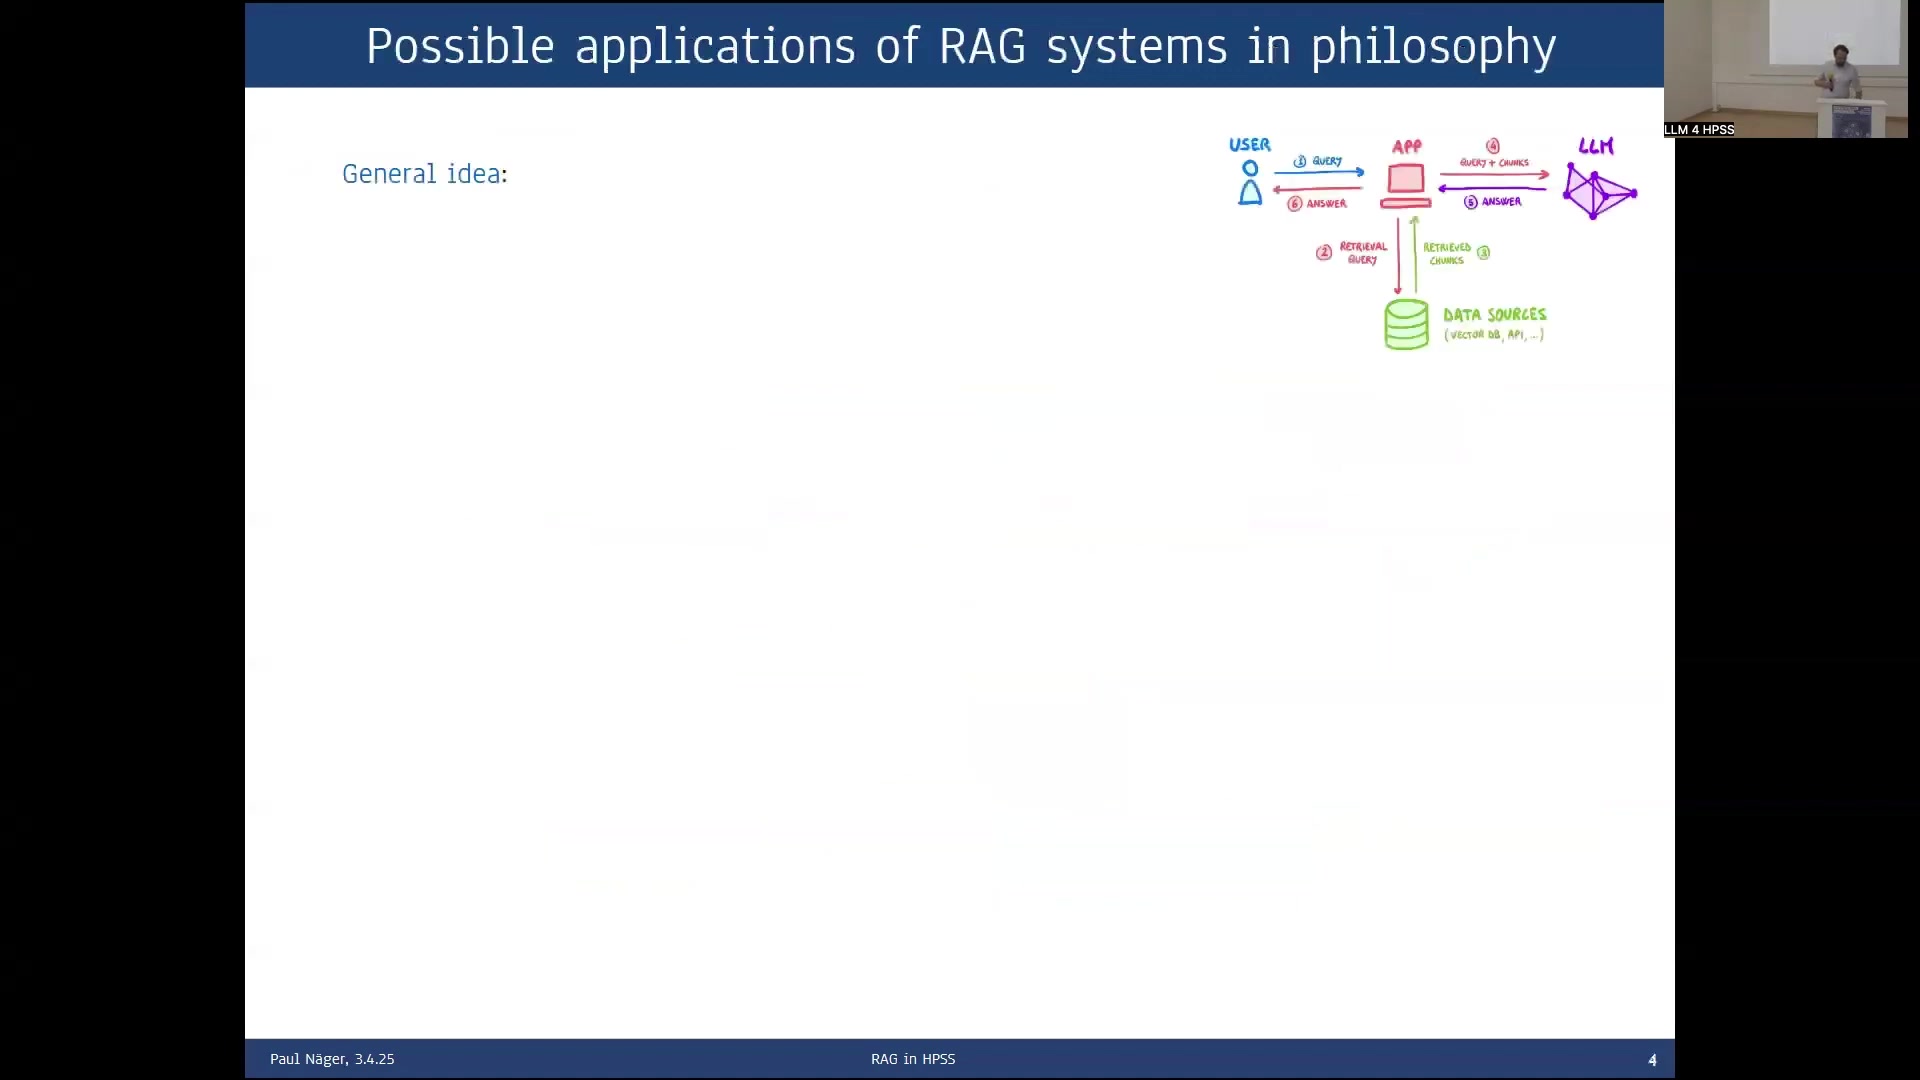 Possible applications of RAG systems in philosophy
LLM 4 HPSS
General idea:
USER
① QUERY
⑥ ANSWER
APP
④
QUERY + CHUNKS
⑤ ANSWER
LLM
② RETRIEVAL
QUERY
RETRIEVED ③
CHUNKS
DATA SOURCES
(VECTOR DB, API, ...)
Paul Näger, 3.4.25
RAG in HPSS
4